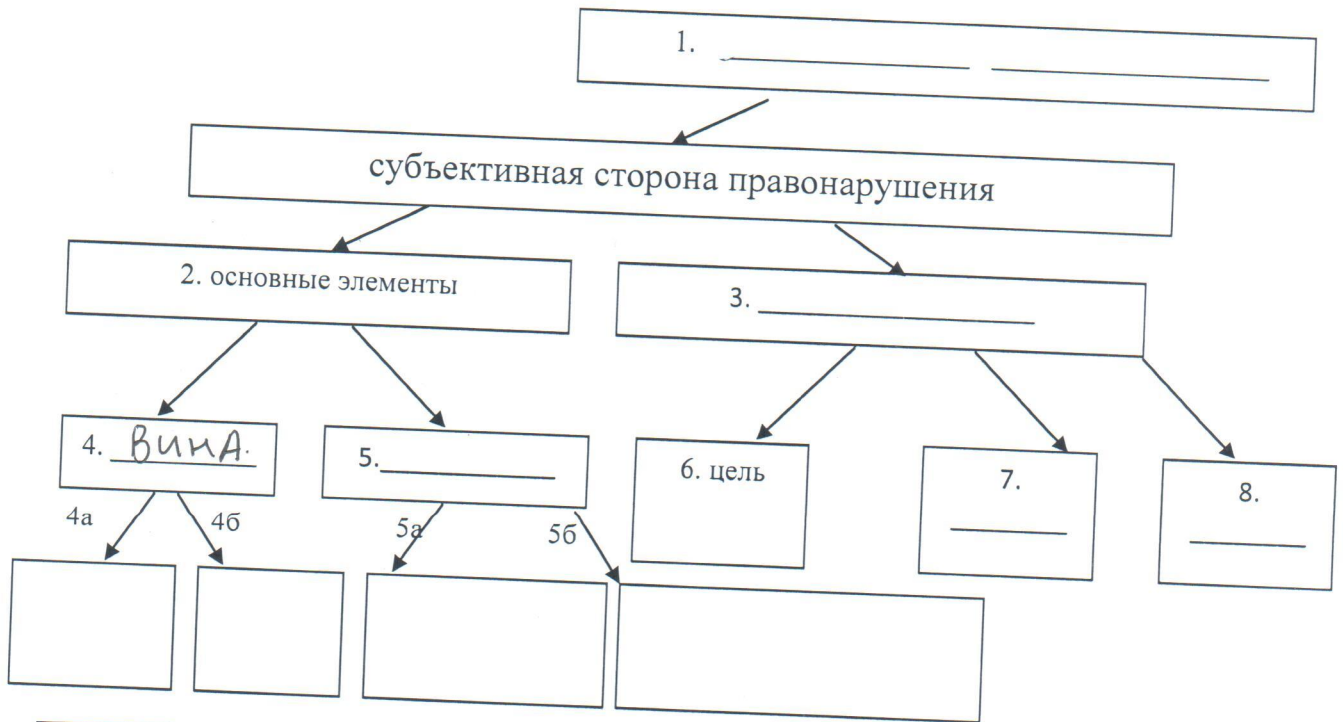 1.
субъективная сторона правонарушения
2. основные элементы
3.
4. ВИНА.
5.
6. цель
7.
8.
4а
4б
5а
5б